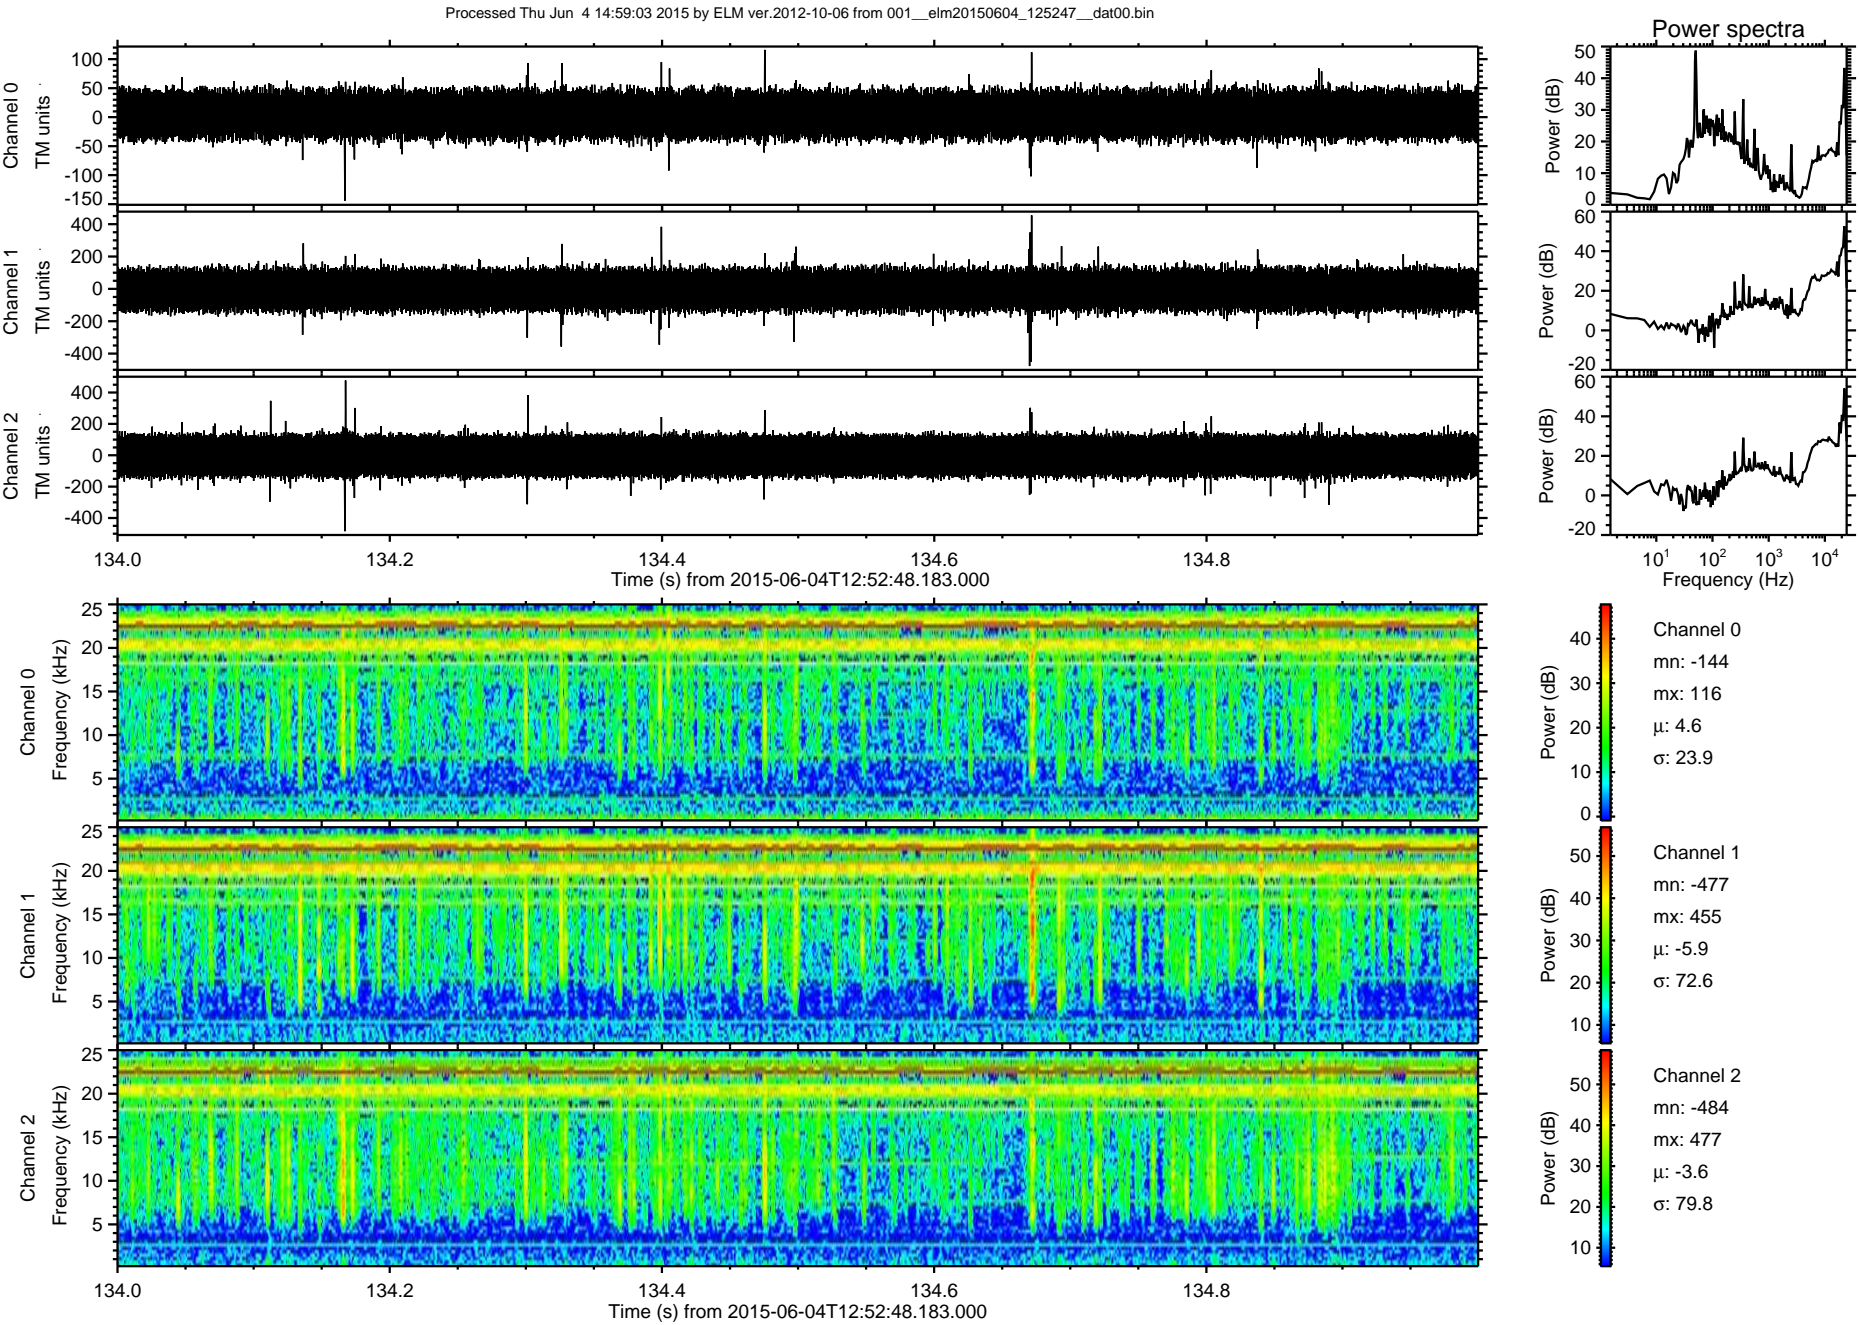 Processed Thu Jun  4 14:59:03 2015 by ELM ver.2012-10-06 from 001__elm20150604_125247__dat00.bin
Power spectra
Channel 0
TM units
100
50
0
-50
-100
-150
Power (dB)
50
40
30
20
10
0
Channel 1
TM units
400
200
0
-200
-400
Power (dB)
60
40
20
0
-20
Channel 2
TM units
400
200
0
-200
-400
Power (dB)
60
40
20
0
-20
134.0 134.2 134.4 134.6 134.8
Time (s) from 2015-06-04T12:52:48.183.000
10^1 10^2 10^3 10^4
Frequency (Hz)
Channel 0
Frequency (kHz)
25
20
15
10
5
Power (dB)
40
30
20
10
0
Channel 0
mn: -144
mx: 116
μ: 4.6
σ: 23.9
Channel 1
Frequency (kHz)
25
20
15
10
5
Power (dB)
50
40
30
20
10
Channel 1
mn: -477
mx: 455
μ: -5.9
σ: 72.6
Channel 2
Frequency (kHz)
25
20
15
10
5
Power (dB)
50
40
30
20
10
Channel 2
mn: -484
mx: 477
μ: -3.6
σ: 79.8
134.0 134.2 134.4 134.6 134.8
Time (s) from 2015-06-04T12:52:48.183.000